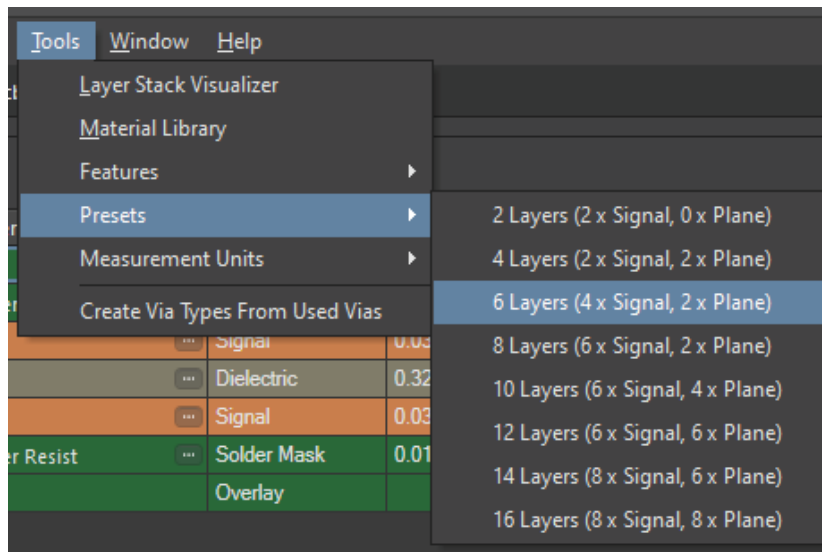 Tools Window Help
Layer Stack Visualizer
Material Library
Features
Presets
Measurement Units
Create Via Types From Used Vias
2 Layers (2 x Signal, 0 x Plane)
4 Layers (2 x Signal, 2 x Plane)
6 Layers (4 x Signal, 2 x Plane)
8 Layers (6 x Signal, 2 x Plane)
10 Layers (6 x Signal, 4 x Plane)
12 Layers (6 x Signal, 6 x Plane)
14 Layers (8 x Signal, 6 x Plane)
16 Layers (8 x Signal, 8 x Plane)
Signal 0.03
Dielectric 0.32
Signal 0.03
Resist Solder Mask 0.01
Overlay